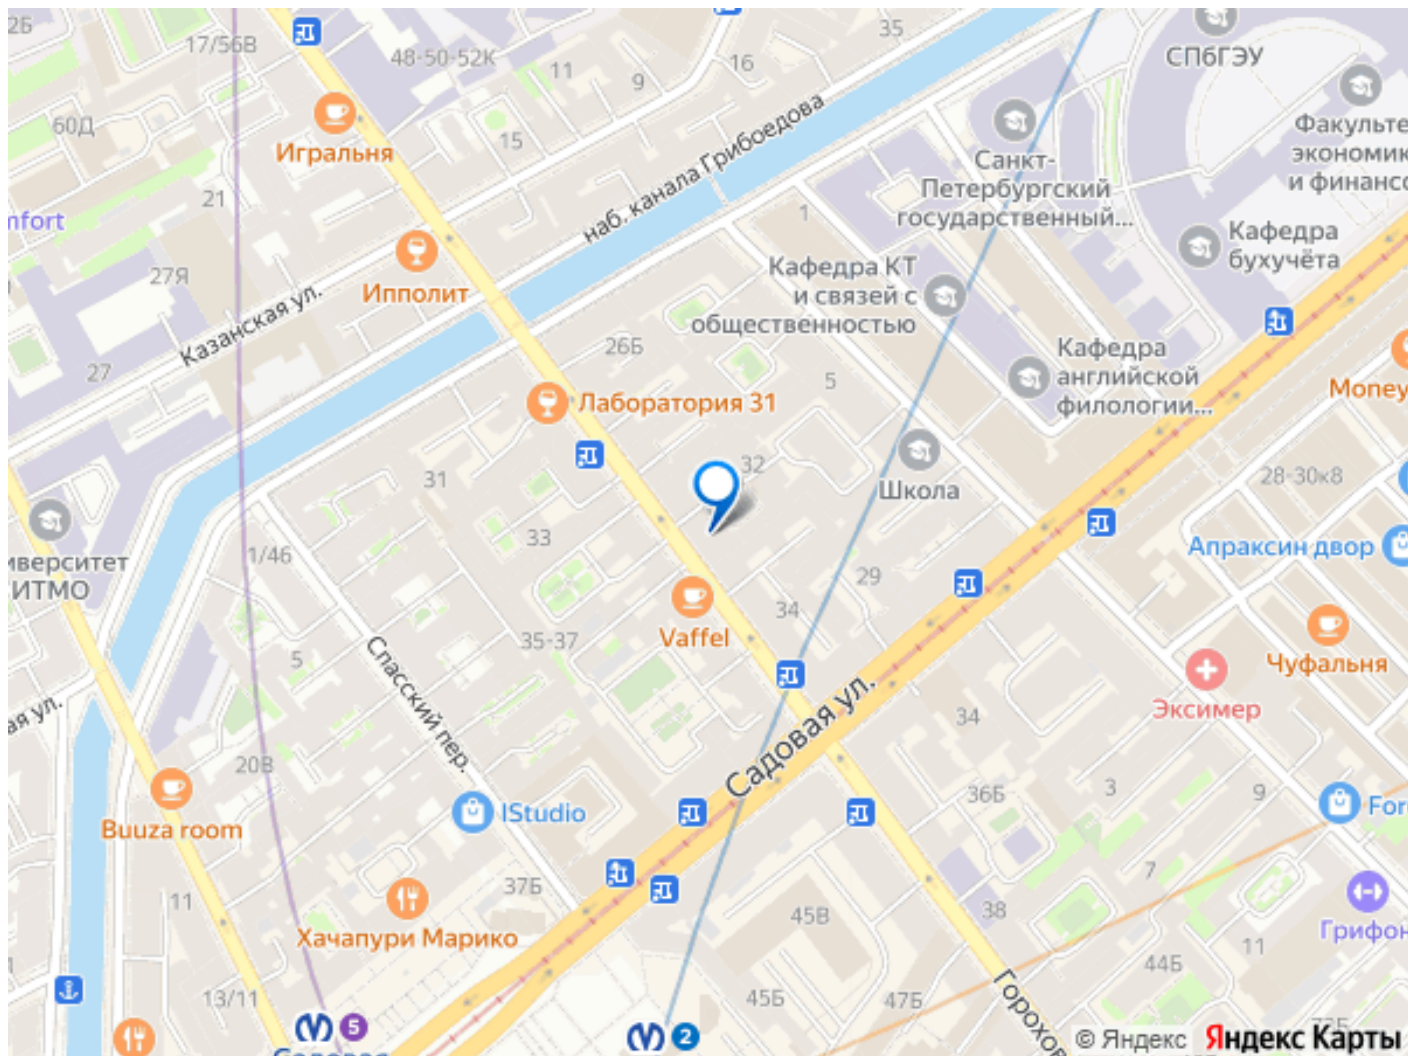 2Б
17/56В
48-50-52К
11
9
16
35
СПбГЭУ
60Д
Игральня
15
наб. канала Грибоедова
Санкт-
Петербургский
государственный...
Факульте
экономик
и финансо
21
mfort
1
Кафедра
бухучёта
27Я
Ипполит
Казанская ул.
Кафедра КТ
и связей с
общественностью
27
26Б
5
Кафедра
английской
филологии...
Money
Лаборатория 31
31
32
Школа
28-30к8
33
иверситет
ИТМО
1/46
Апраксин двор
29
34
Vaffel
35-37
5
Спасский пер.
Чуфальня
Эксимер
ая ул.
Садовая ул.
34
20В
36Б
3
9
For
IStudio
Buuza room
7
37Б
11
45В
38
Хачапури Марико
Грифон
11
44Б
13/11
45Б
47Б
Горохов
5
2
Садовая
© Яндекс
Яндекс Карты